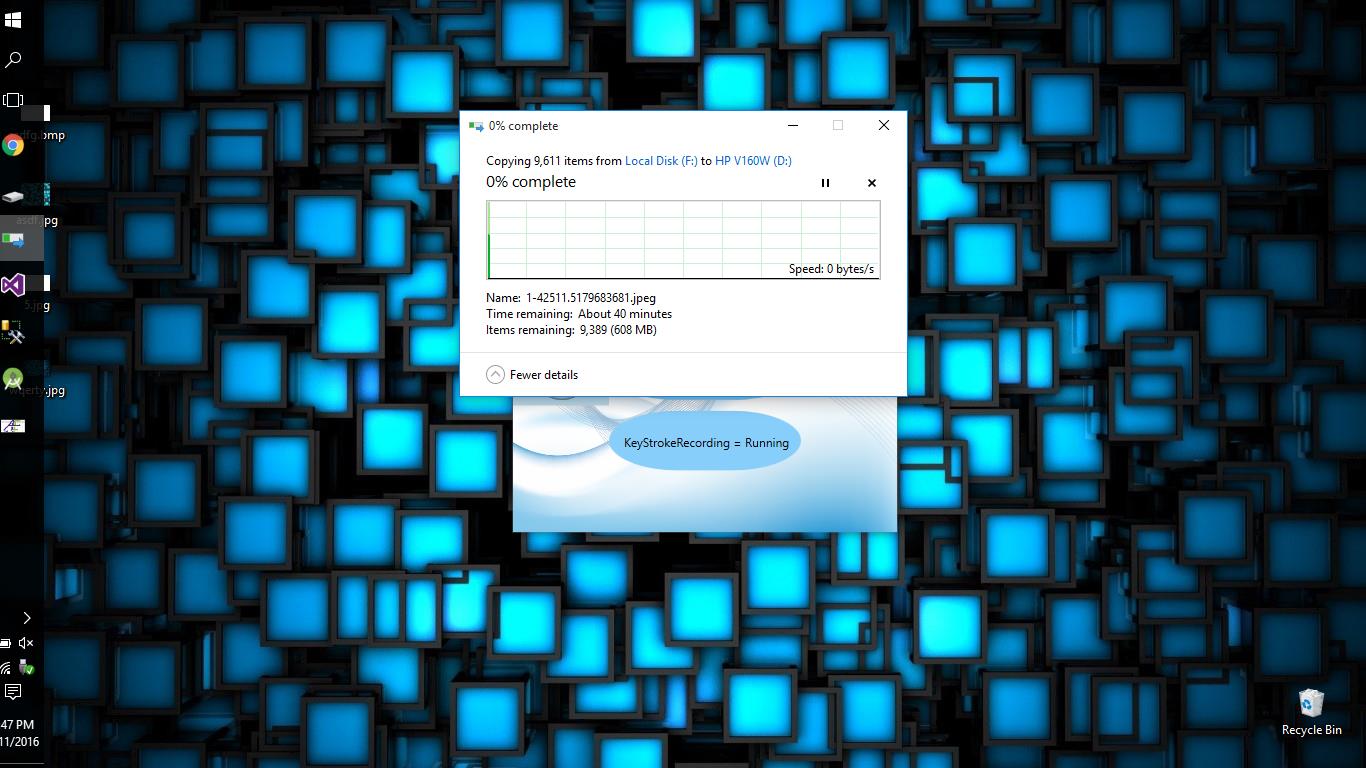 0% complete
Copying 9,611 items from Local Disk (F:) to HP V160W (D:)
0% complete
Speed: 0 bytes/s
Name: 1-42511.5179683681.jpeg
Time remaining: About 40 minutes
Items remaining: 9,389 (608 MB)
Fewer details
KeyStrokeRecording = Running
dfg.bmp
asdf.jpg
5.jpg
wqerty.jpg
47 PM
11/2016
Recycle Bin